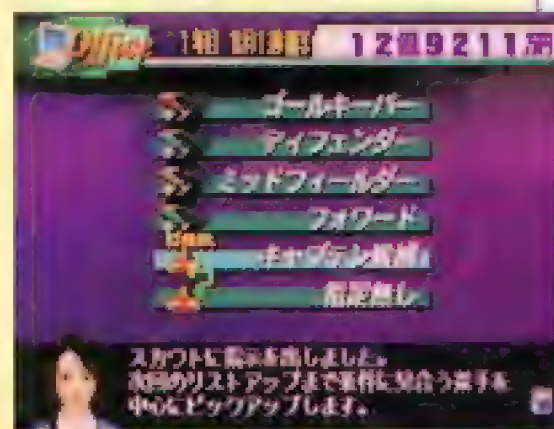 Office
12億9211万
ゴールキーパー
ディフェンダー
ミッドフィールダー
フォワード
キャプテン候補
指定無し
スカウトに指示を出しました。
次回のリストアップまで条件に見合う選手を
中心にピックアップします。